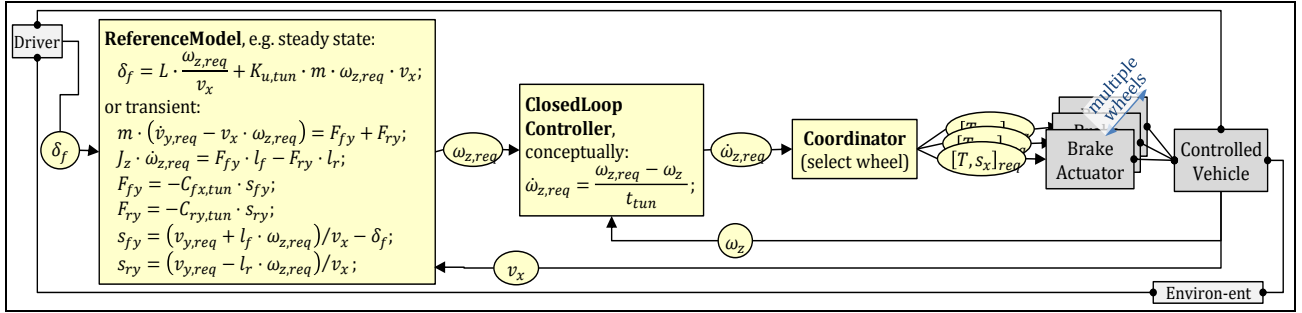 Driver
δ_f
ReferenceModel, e.g. steady state:
δ_f = L · ω_{z,req} / v_x + K_{u,tun} · m · ω_{z,req} · v_x;
or transient:
m · (v̇_{y,req} − v_x · ω_{z,req}) = F_{fy} + F_{ry};
J_z · ω̇_{z,req} = F_{fy} · l_f − F_{ry} · l_r;
F_{fy} = −C_{fx,tun} · s_{fy};
F_{ry} = −C_{ry,tun} · s_{ry};
s_{fy} = (v_{y,req} + l_f · ω_{z,req})/v_x − δ_f;
s_{ry} = (v_{y,req} − l_r · ω_{z,req})/v_x;
ω_{z,req}
ClosedLoop
Controller,
conceptually:
ω̇_{z,req} = (ω_{z,req} − ω_z) / t_{tun};
ω̇_{z,req}
Coordinator
(select wheel)
[T, s_x]_{req}
multiple
wheels
Brake
Actuator
Controlled
Vehicle
ω_z
v_x
Environ-ent